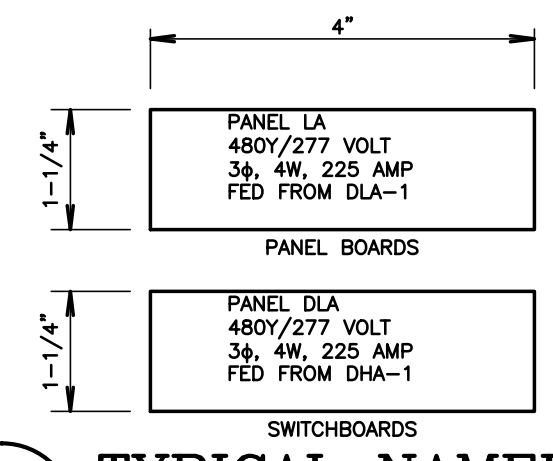 4"
1-1/4"
PANEL LA
480Y/277 VOLT
3ϕ, 4W, 225 AMP
FED FROM DLA-1
PANEL BOARDS
1-1/4"
PANEL DLA
480Y/277 VOLT
3ϕ, 4W, 225 AMP
FED FROM DHA-1
SWITCHBOARDS
TYPICAL